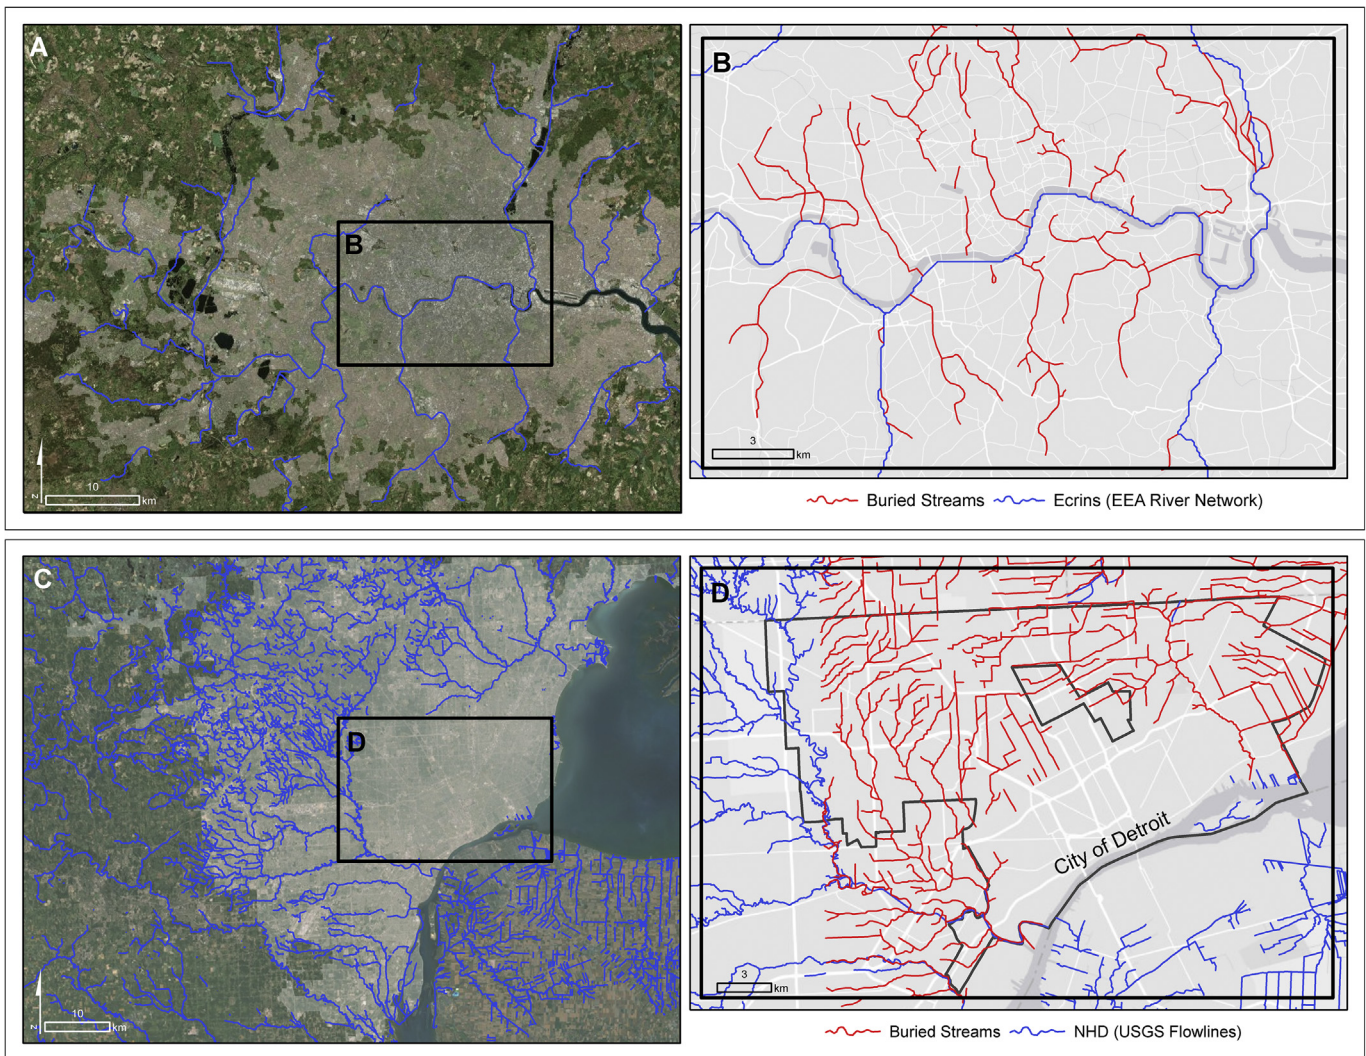 A
B
10
km
z
B
3
km
Buried Streams
Ecrins (EEA River Network)
C
D
10
km
z
D
City of Detroit
3
km
Buried Streams
NHD (USGS Flowlines)